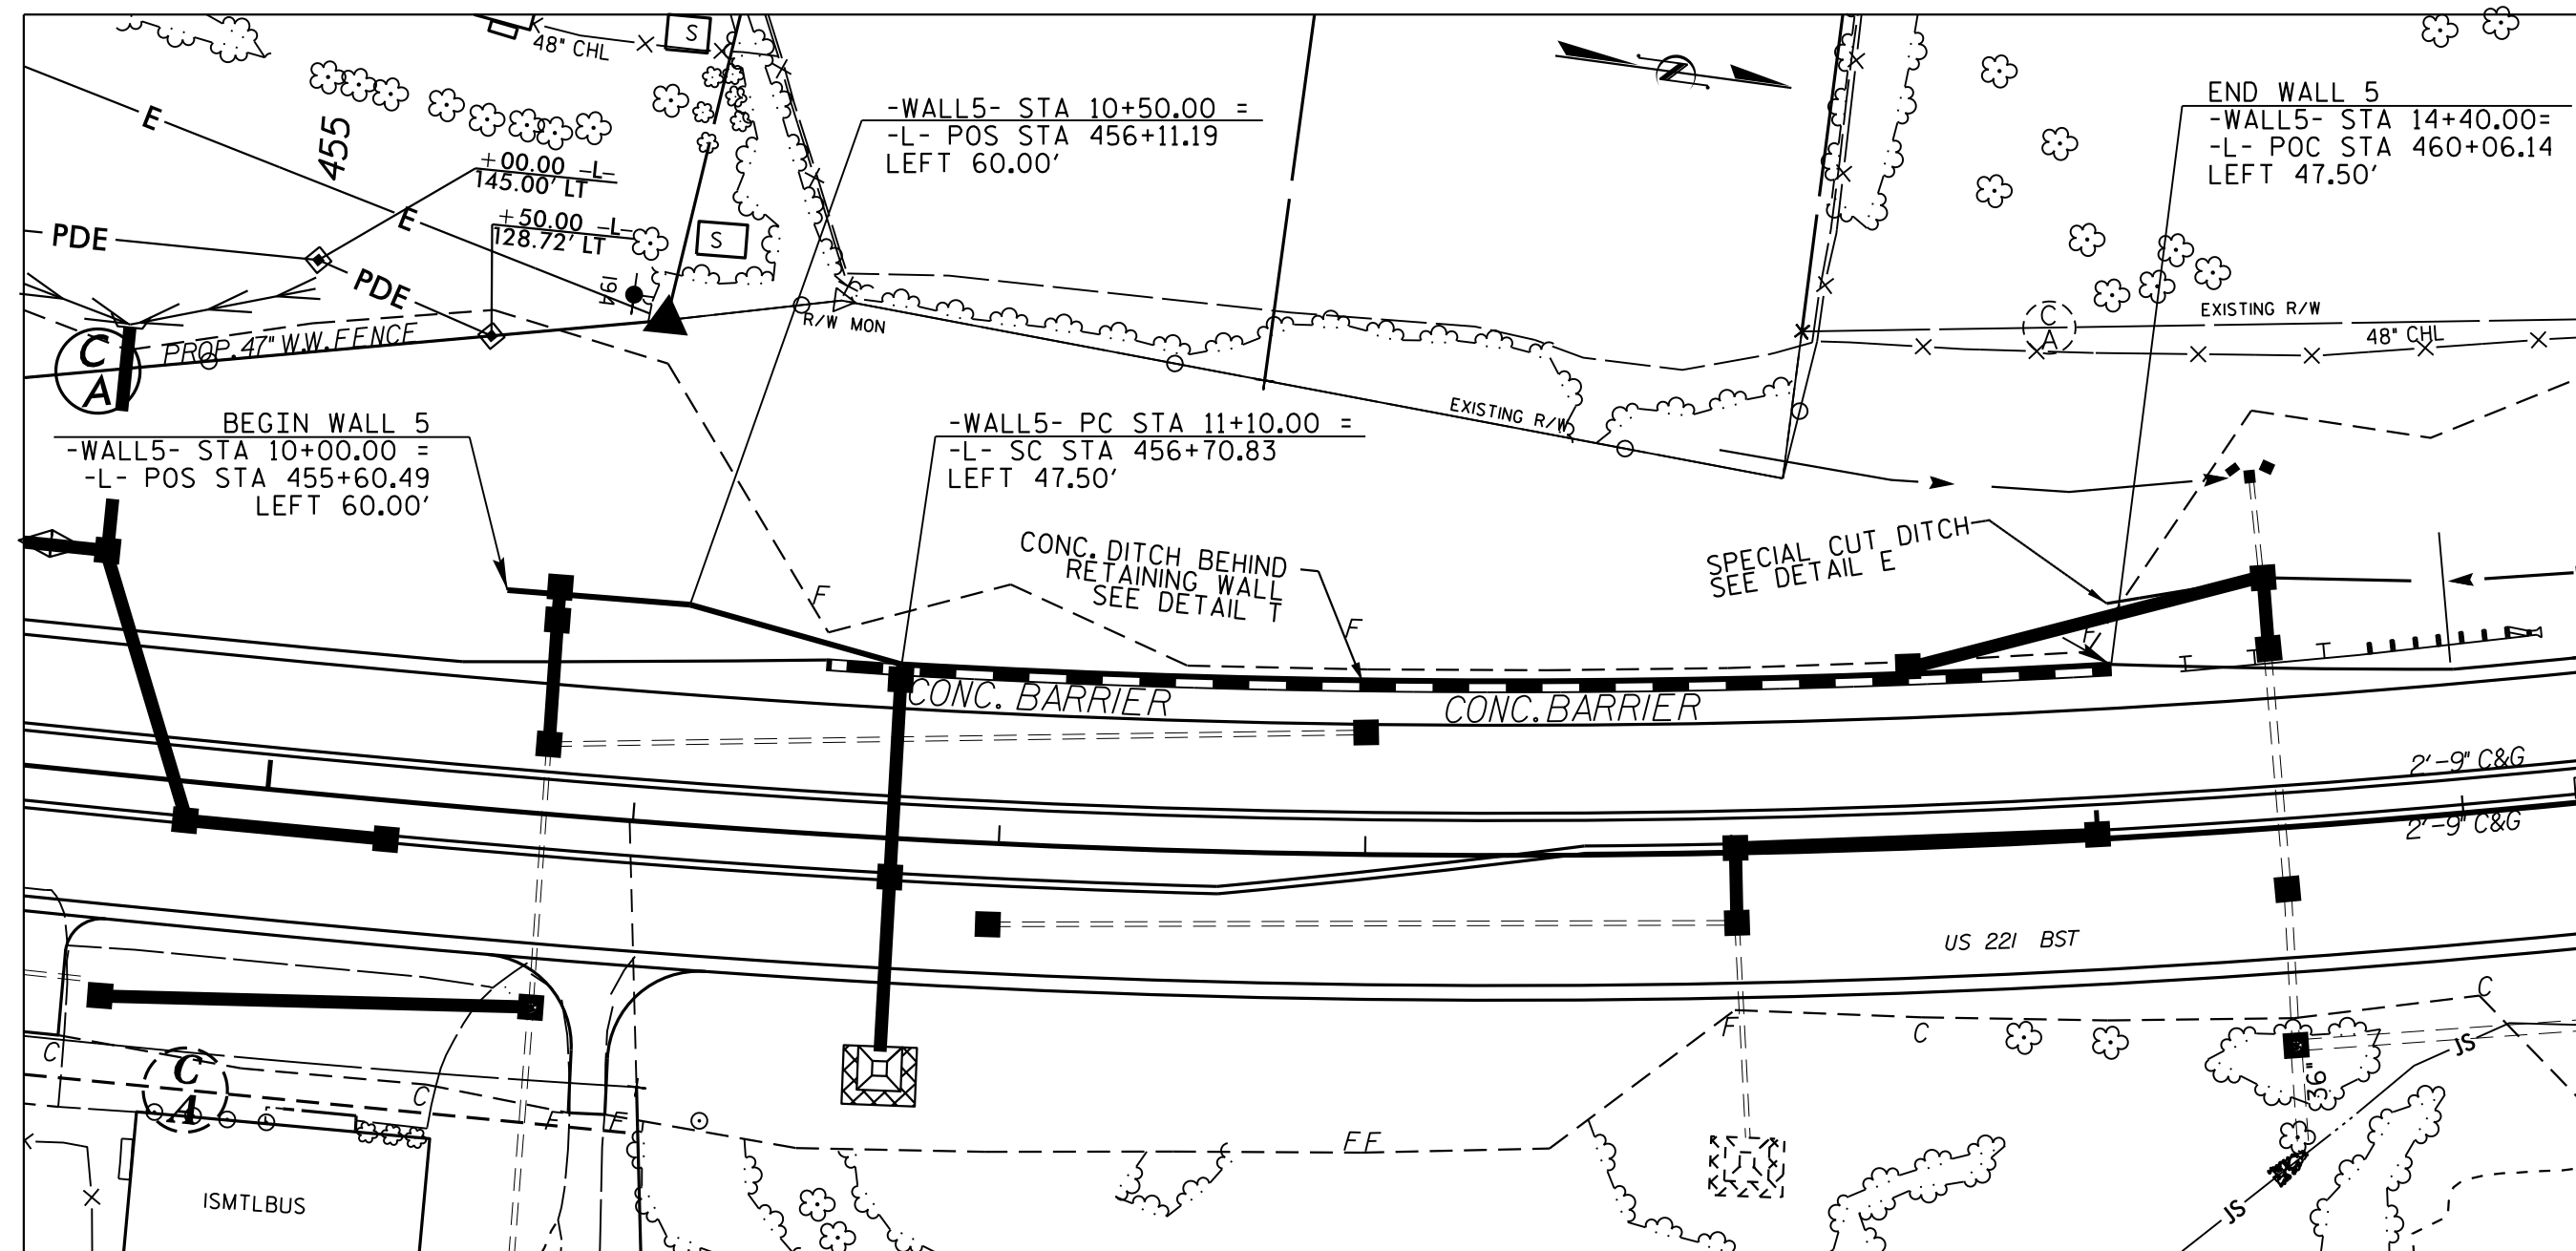 48" CHL
S
E
455
+00.00 -L-
145.00' LT
-WALL5- STA 10+50.00 =
-L- POS STA 456+11.19
LEFT 60.00'
END WALL 5
-WALL5- STA 14+40.00=
-L- POC STA 460+06.14
LEFT 47.50'
PDE
E
+50.00 -L-
128.72' LT
S
PDE
R/W MON
C
A
EXISTING R/W
48" CHL
C
A
PROP. 47" W.W. FENCE
BEGIN WALL 5
-WALL5- STA 10+00.00 =
-L- POS STA 455+60.49
LEFT 60.00'
-WALL5- PC STA 11+10.00 =
-L- SC STA 456+70.83
LEFT 47.50'
EXISTING R/W
CONC. DITCH BEHIND
RETAINING WALL
SEE DETAIL T
SPECIAL CUT DITCH
SEE DETAIL E
F
F
F
T
T
T
CONC. BARRIER
CONC. BARRIER
2'-9" C&G
2'-9" C&G
US 221 BST
C
F
C
C
C
A
C
F
F
F F
JS
36"
ISMTLBUS
JS